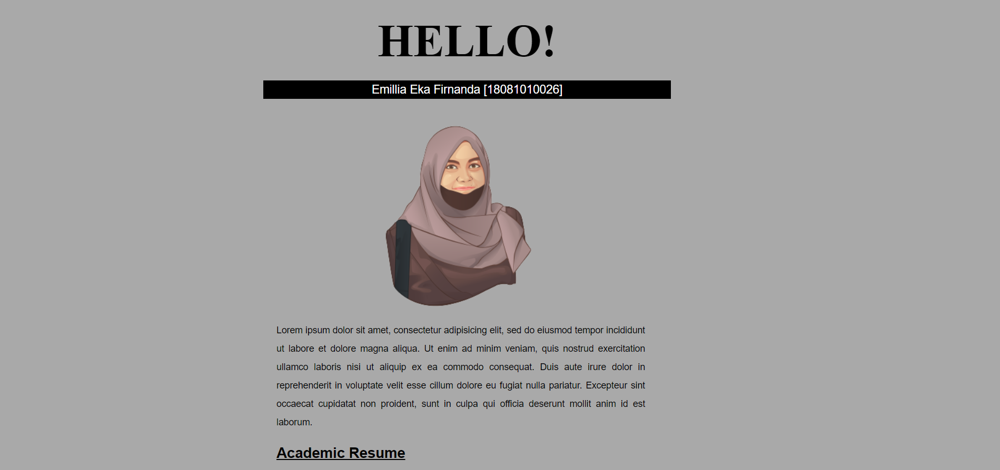 HELLO!
Emillia Eka Firnanda [18081010026]
Lorem ipsum dolor sit amet, consectetur adipisicing elit, sed do eiusmod tempor incididunt
ut labore et dolore magna aliqua. Ut enim ad minim veniam, quis nostrud exercitation
ullamco laboris nisi ut aliquip ex ea commodo consequat. Duis aute irure dolor in
reprehenderit in voluptate velit esse cillum dolore eu fugiat nulla pariatur. Excepteur sint
occaecat cupidatat non proident, sunt in culpa qui officia deserunt mollit anim id est
laborum.
Academic Resume